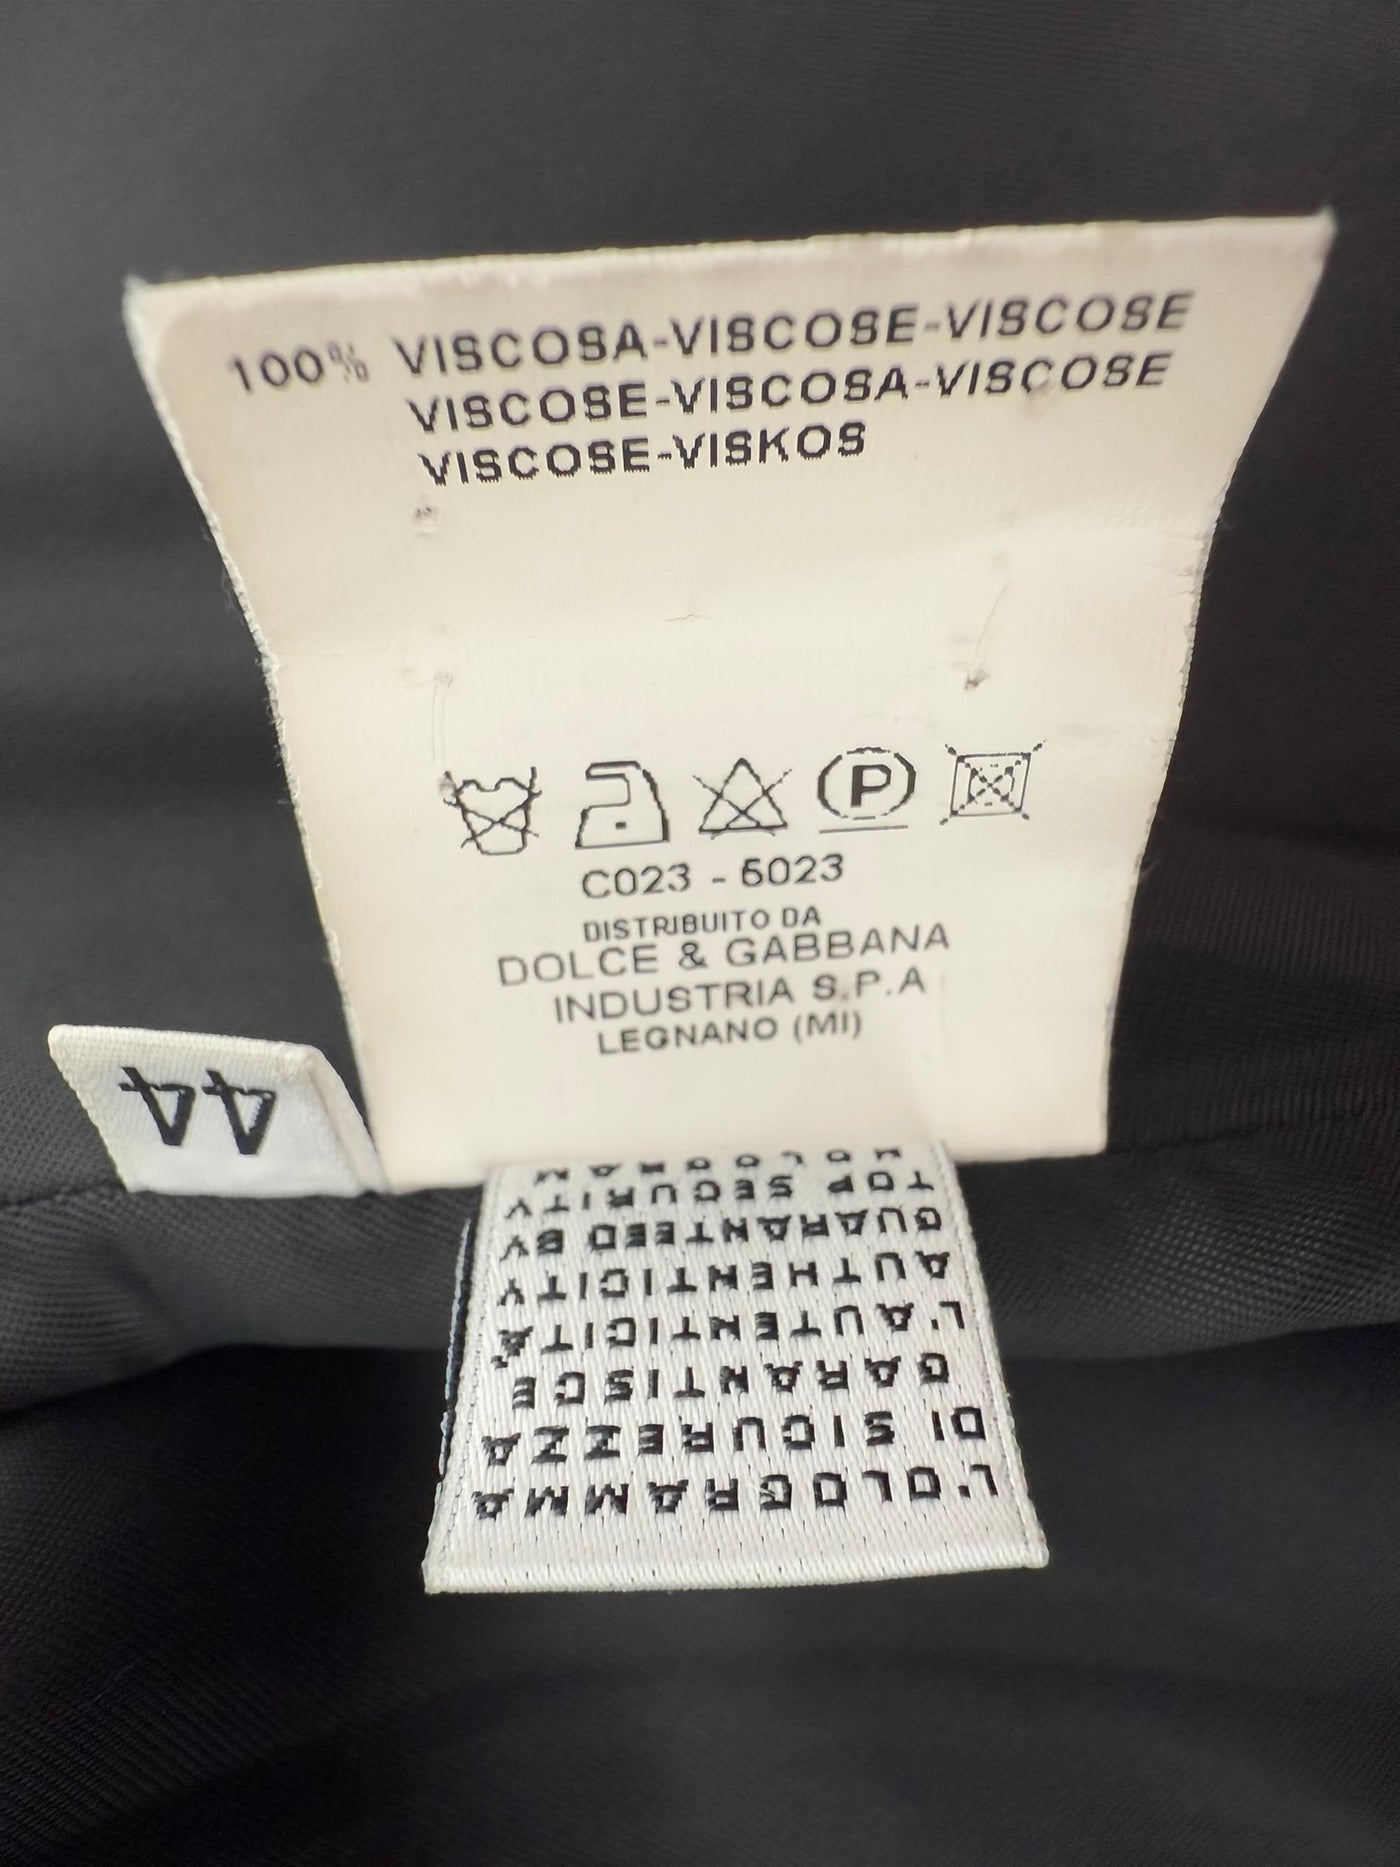 100% VISCOSA-VISCOSE-VISCOSE
VISCOSE-VISCOSA-VISCOSE
VISCOSE-VISKOS
P
C023 - 6023
DISTRIBUITO DA
DOLCE & GABBANA
INDUSTRIA S.P.A
LEGNANO (MI)
44
L'OLOGRAMMA
DI SICUREZZA
GARANTISCE
L'AUTENTICITA'
AUTHENTICITY
GUARANTEED BY
TOP SECURITY
HOLOGRAM